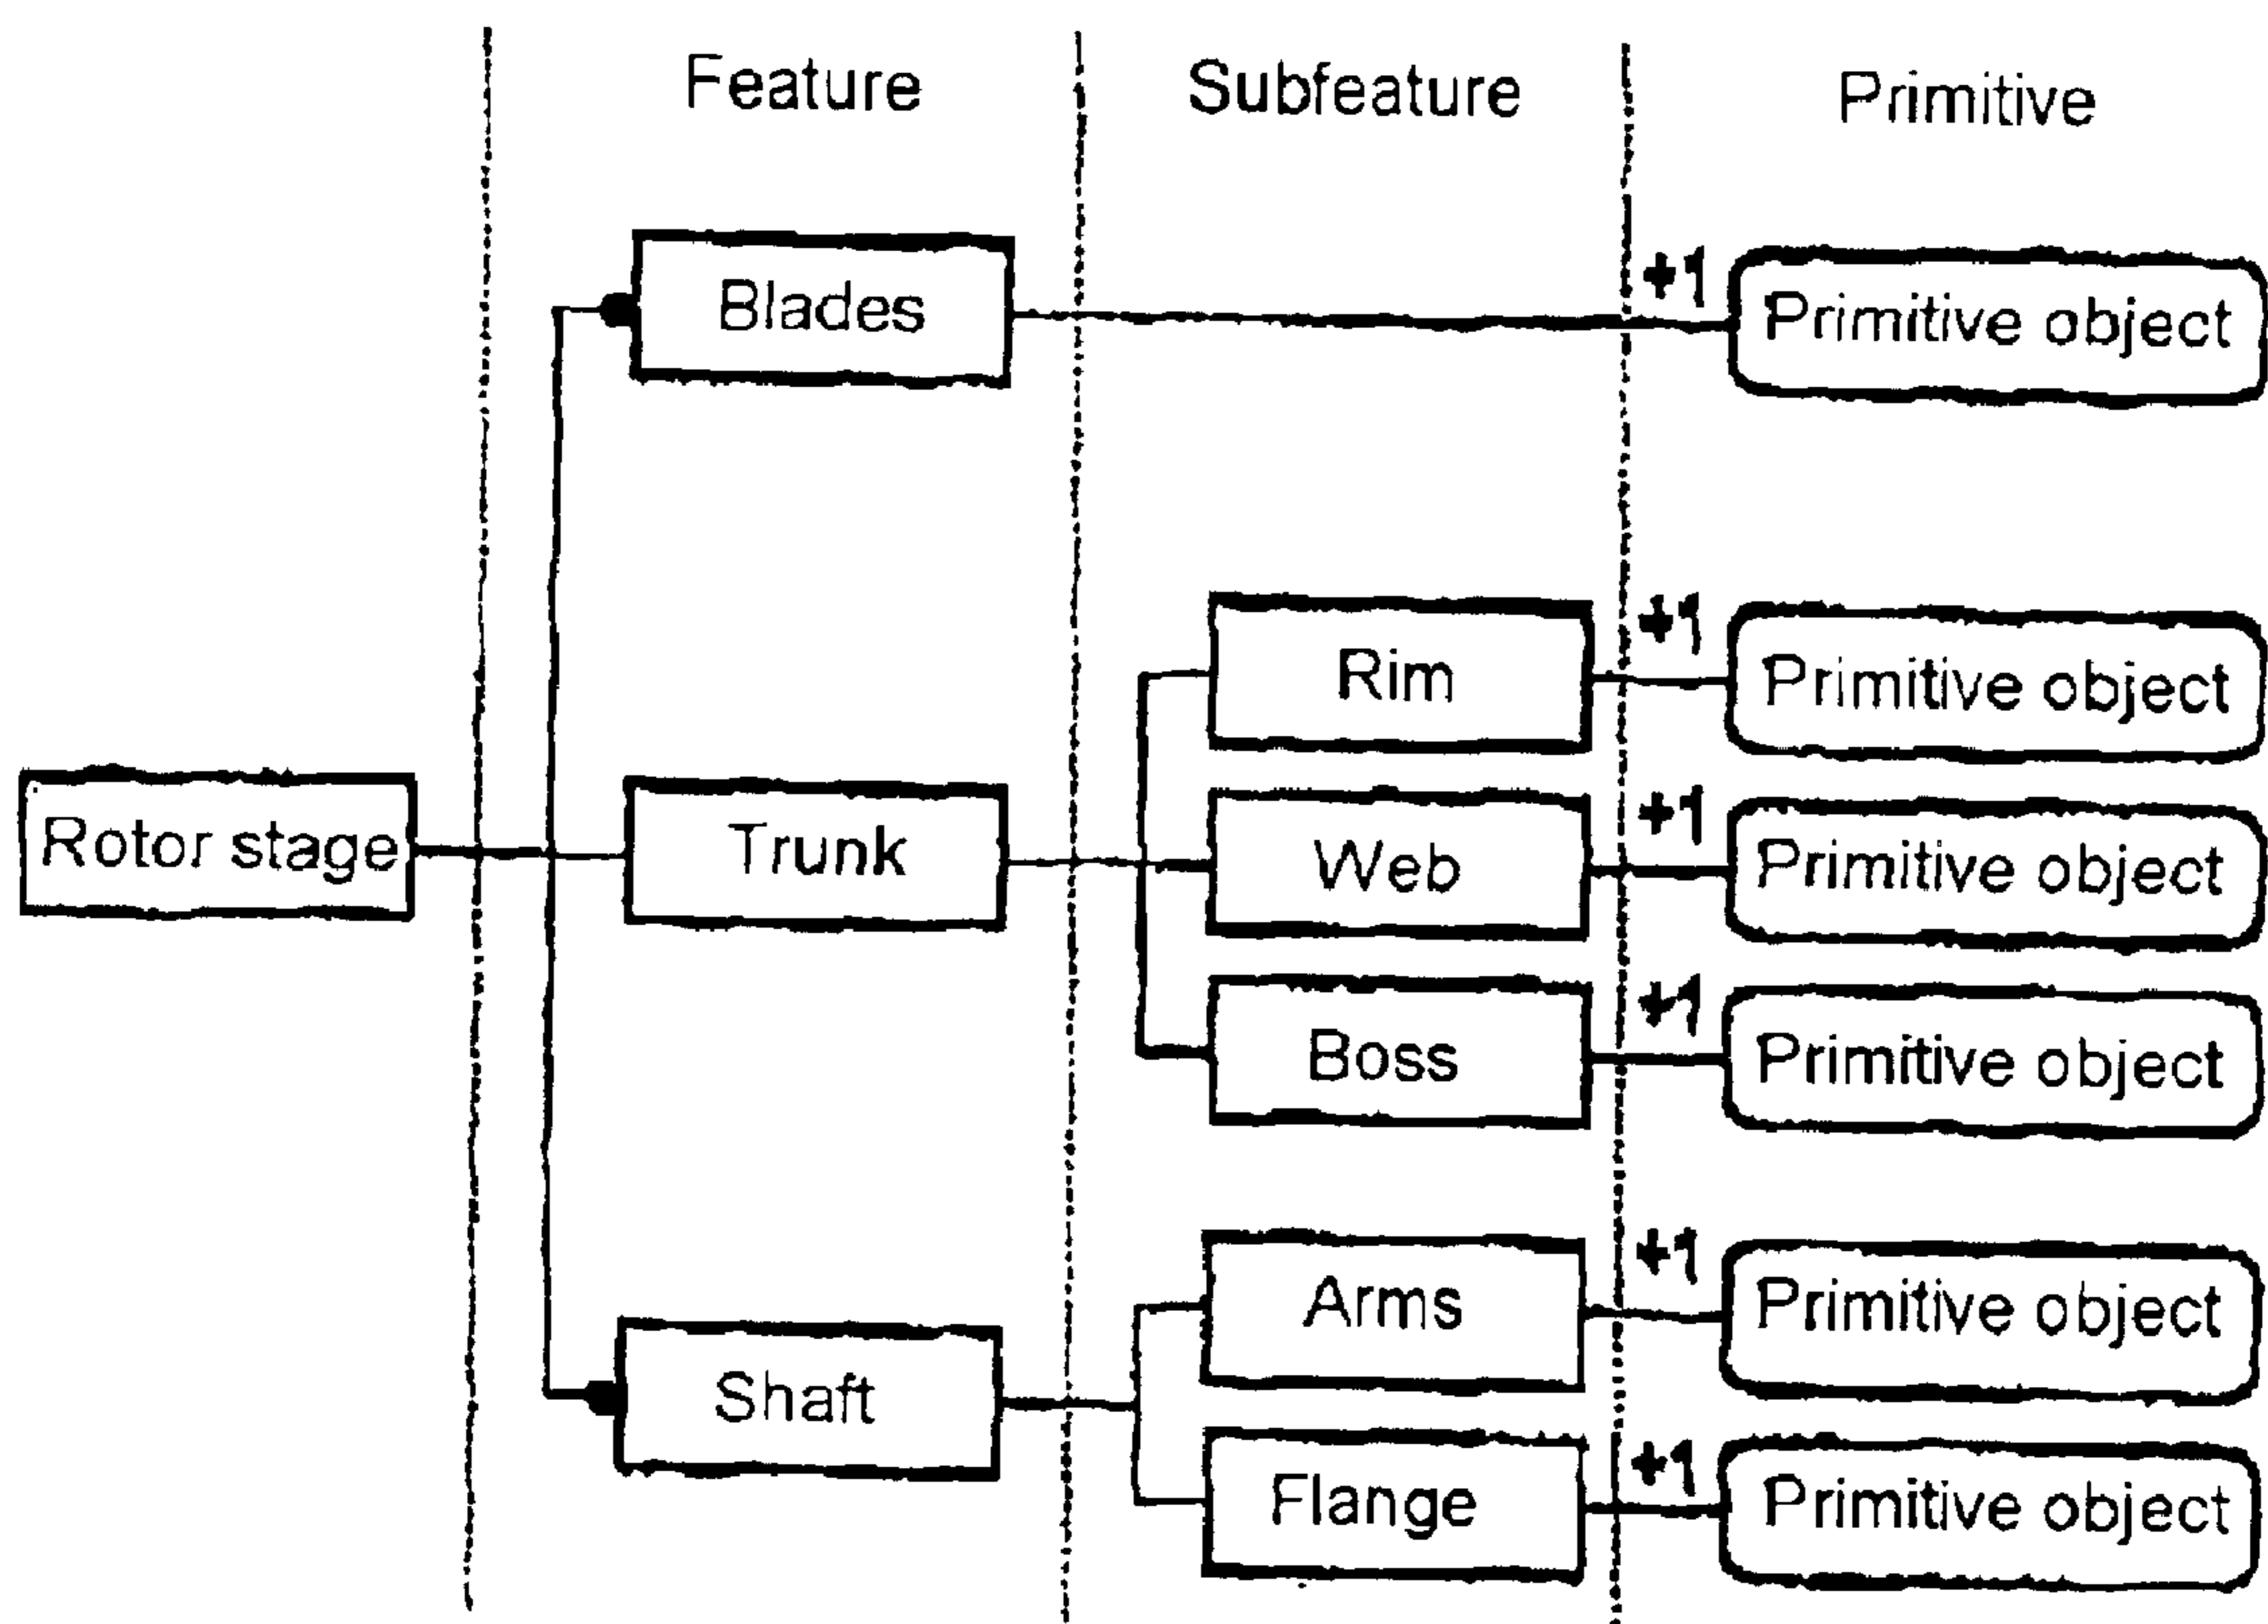 Feature
Subfeature
Primitive
Blades
+1
Primitive object
Rim
+1
Primitive object
Rotor stage
Trunk
Web
+1
Primitive object
Boss
+1
Primitive object
Shaft
Arms
+1
Primitive object
Flange
+1
Primitive object